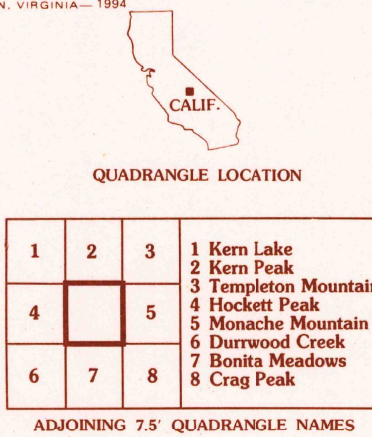 N, VIRGINIA—1994
CALIF.
QUADRANGLE LOCATION
1 2 3
4 5
6 7 8
1 Kern Lake
2 Kern Peak
3 Templeton Mountain
4 Hockett Peak
5 Monache Mountain
6 Durrwood Creek
7 Bonita Meadows
8 Crag Peak
ADJOINING 7.5' QUADRANGLE NAMES